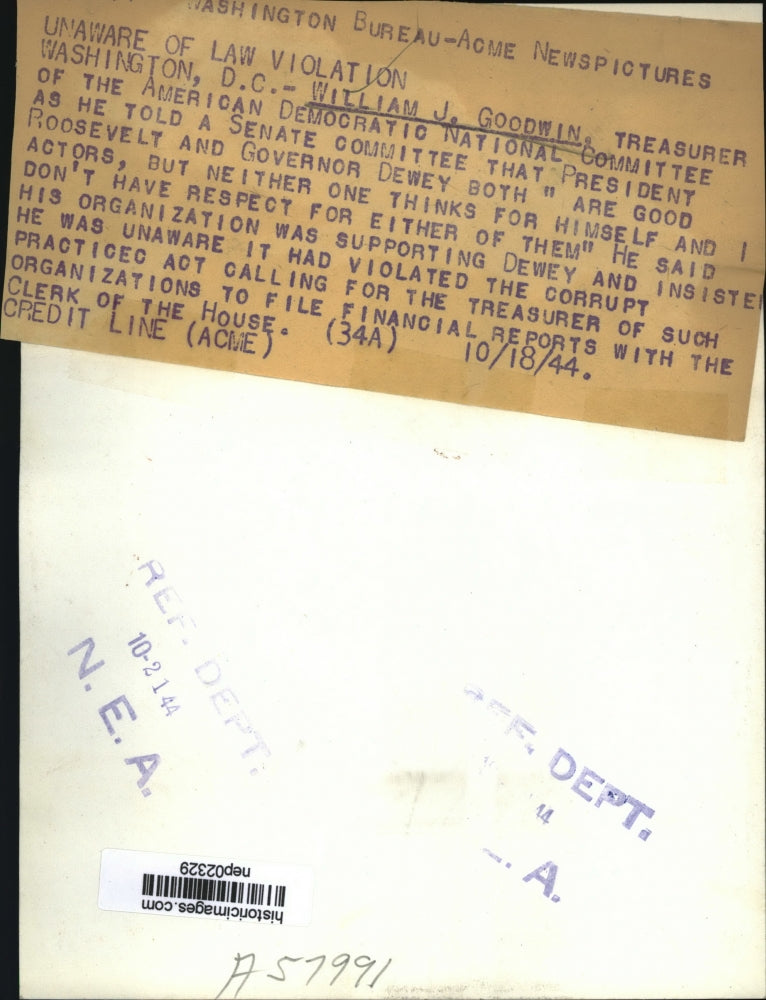 WASHINGTON BUREAU-ACME NEWSPICTURES
UNAWARE OF LAW VIOLATION
WASHINGTON, D.C.- WILLIAM J. GOODWIN, TREASURER
OF THE AMERICAN DEMOCRATIC NATIONAL COMMITTEE
AS HE TOLD A SENATE COMMITTEE THAT PRESIDENT
ROOSEVELT AND GOVERNOR DEWEY BOTH " ARE GOOD
ACTORS, BUT NEITHER ONE THINKS FOR HIMSELF AND I
DON'T HAVE RESPECT FOR EITHER OF THEM" HE SAID
HIS ORGANIZATION WAS SUPPORTING DEWEY AND INSISTE
HE WAS UNAWARE IT HAD VIOLATED THE CORRUPT
PRACTICEC ACT CALLING FOR THE TREASURER OF SUCH
ORGANIZATIONS TO FILE FINANCIAL REPORTS WITH THE
CLERK OF THE HOUSE. (34A) 10/18/44.
CREDIT LINE (ACME)
REF. DEPT.
10-21 44
N. E. A.
REF. DEPT.
44
A.
historicimages.com
nep02329
A57991